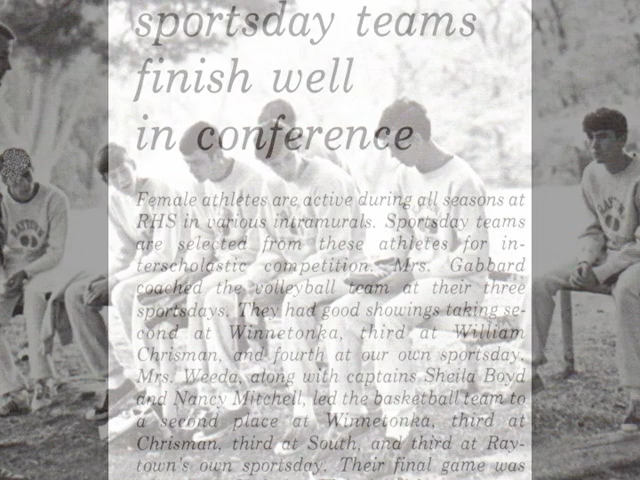 sportsday teams
finish well
in conference
Female athletes are active during all seasons at
RHS in various intramurals. Sportsday teams
are selected from these athletes for in-
terscholastic competition. Mrs. Gabbard
coached the volleyball team at their three
sportsdays. They had good showings taking se-
cond at Winnetonka, third at William
Chrisman, and fourth at our own sportsday.
Mrs. Weeda, along with captains Sheila Boyd
and Nancy Mitchell, led the basketball team to
a second place at Winnetonka, third at
Chrisman, third at South, and third at Ray-
town's own sportsday. Their final game was